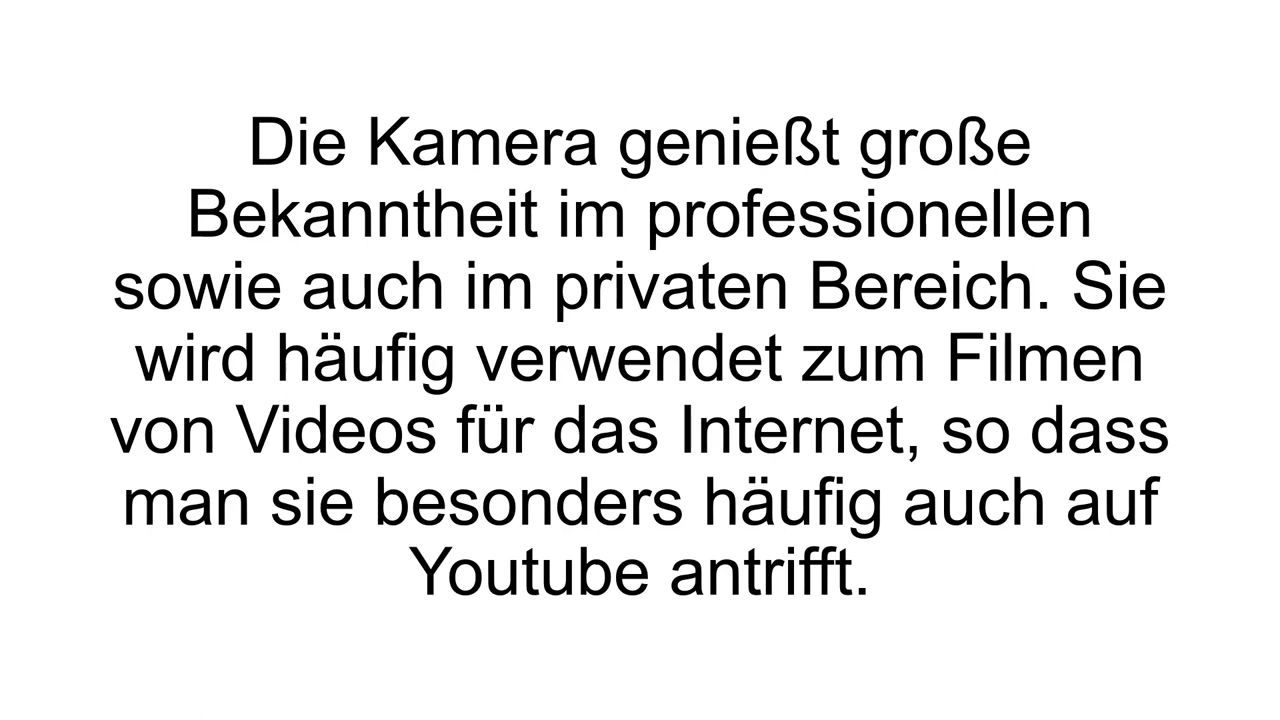 Die Kamera genießt große
Bekanntheit im professionellen
sowie auch im privaten Bereich. Sie
wird häufig verwendet zum Filmen
von Videos für das Internet, so dass
man sie besonders häufig auch auf
Youtube antrifft.